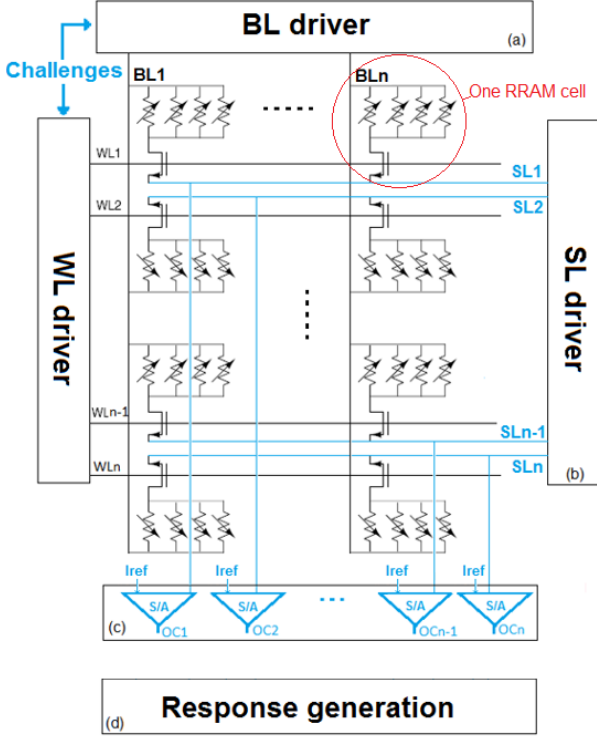 BL driver
(a)
Challenges
BL1
BLn
One RRAM cell
WL1
SL1
WL2
SL2
WL driver
SL driver
WLn-1
SLn-1
WLn
SLn
(b)
Iref
Iref
Iref
Iref
S/A
S/A
S/A
S/A
(c)
OC1
OC2
OCn-1
OCn
Response generation
(d)